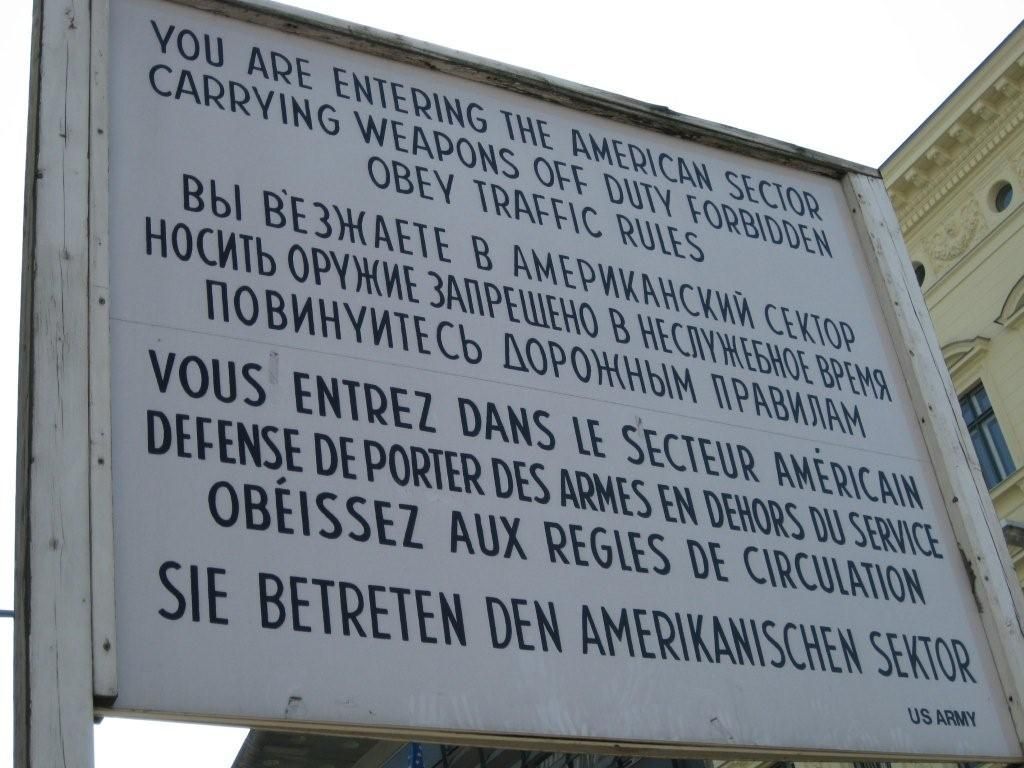 YOU ARE ENTERING THE AMERICAN SECTOR
CARRYING WEAPONS OFF DUTY FORBIDDEN
OBEY TRAFFIC RULES
ВЫ В'ЕЗЖАЕТЕ В АМЕРИКАНСКИЙ СЕКТОР
НОСИТЬ ОРУЖИЕ ЗАПРЕЩЕНО В НЕСЛУЖЕБНОЕ ВРЕМЯ
ПОВИНУИТЕСЬ ДОРОЖНЫМ ПРАВИЛАМ
VOUS ENTREZ DANS LE SECTEUR AMÉRICAIN
DEFENSE DE PORTER DES ARMES EN DEHORS DU SERVICE
OBÉISSEZ AUX REGLES DE CIRCULATION
SIE BETRETEN DEN AMERIKANISCHEN SEKTOR
US ARMY